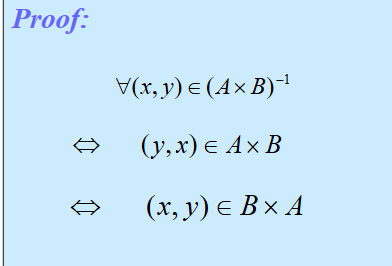 Proof:
∀(x, y) ∈ (A × B)⁻¹
⇔ (y, x) ∈ A × B
⇔ (x, y) ∈ B × A